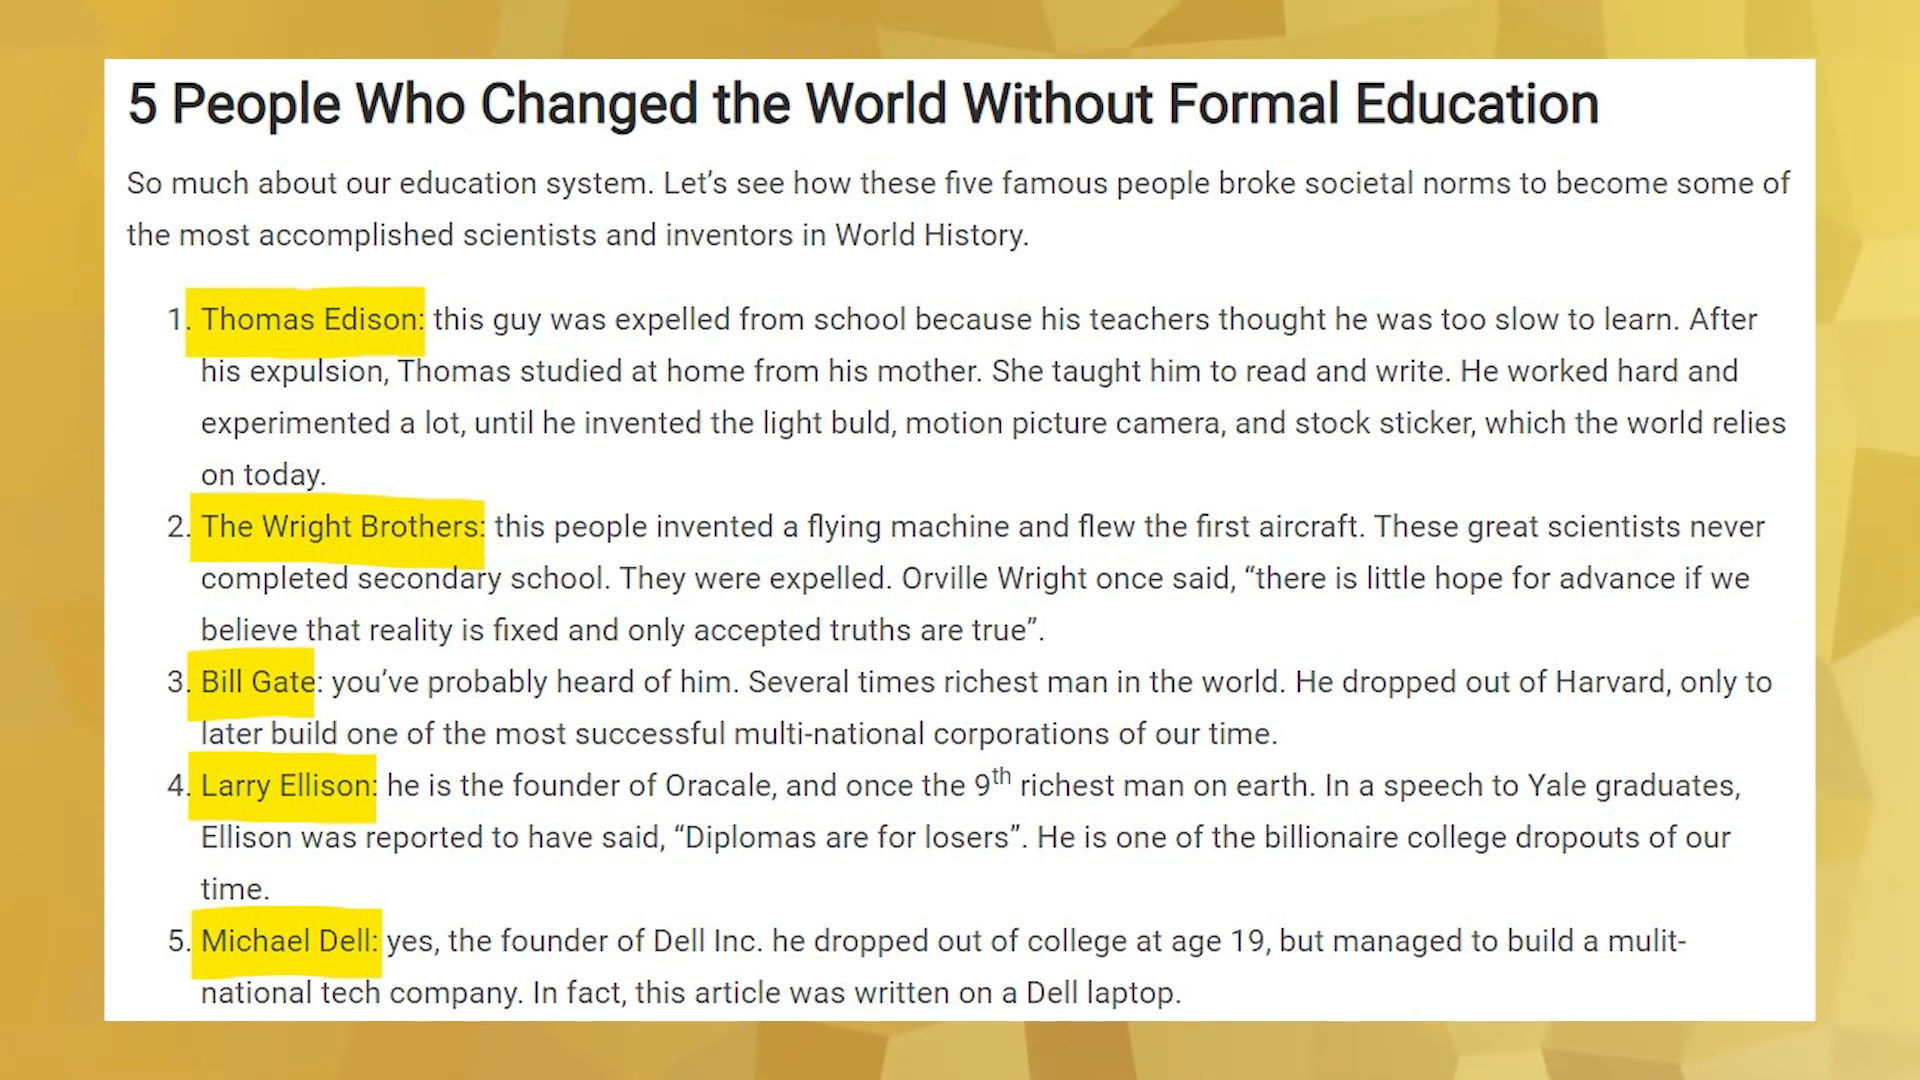 5 People Who Changed the World Without Formal Education
So much about our education system. Let’s see how these five famous people broke societal norms to become some of
the most accomplished scientists and inventors in World History.
1. Thomas Edison: this guy was expelled from school because his teachers thought he was too slow to learn. After
his expulsion, Thomas studied at home from his mother. She taught him to read and write. He worked hard and
experimented a lot, until he invented the light buld, motion picture camera, and stock sticker, which the world relies
on today.
2. The Wright Brothers: this people invented a flying machine and flew the first aircraft. These great scientists never
completed secondary school. They were expelled. Orville Wright once said, “there is little hope for advance if we
believe that reality is fixed and only accepted truths are true”.
3. Bill Gate: you’ve probably heard of him. Several times richest man in the world. He dropped out of Harvard, only to
later build one of the most successful multi-national corporations of our time.
4. Larry Ellison: he is the founder of Oracale, and once the 9th richest man on earth. In a speech to Yale graduates,
Ellison was reported to have said, “Diplomas are for losers”. He is one of the billionaire college dropouts of our
time.
5. Michael Dell: yes, the founder of Dell Inc. he dropped out of college at age 19, but managed to build a mulit-
national tech company. In fact, this article was written on a Dell laptop.